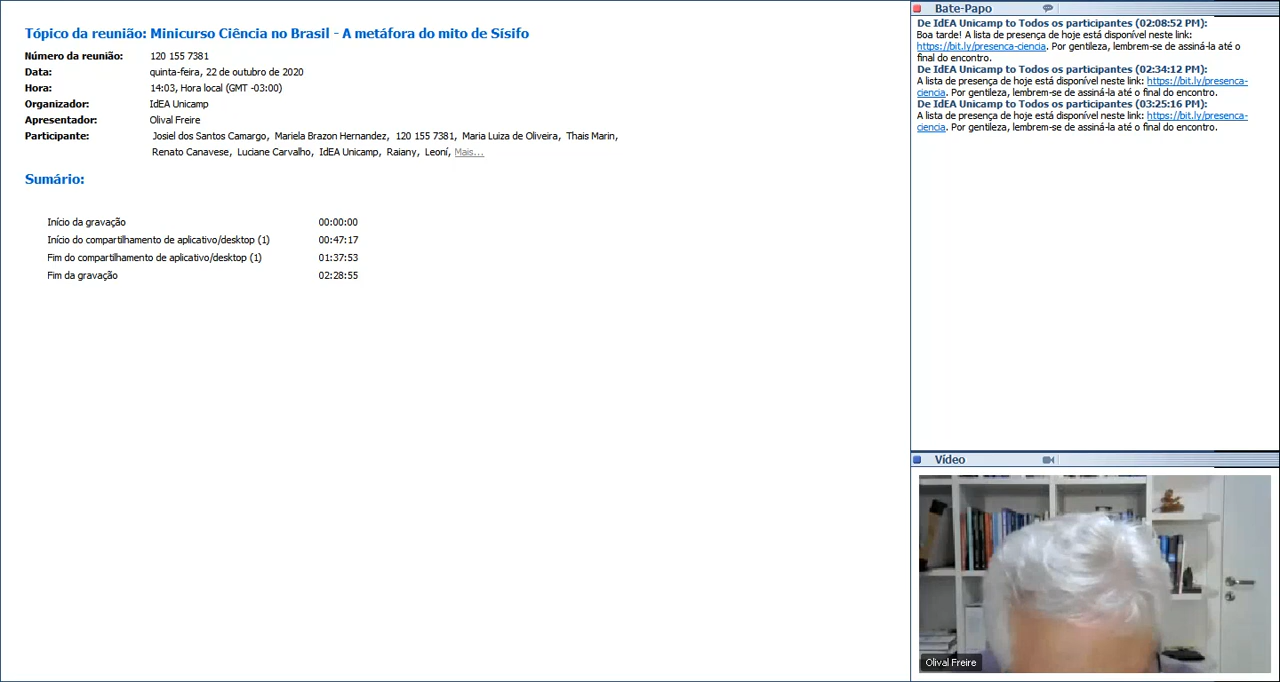 Tópico da reunião: Minicurso Ciência no Brasil - A metáfora do mito de Sísifo
Número da reunião: 120 155 7381
Data: quinta-feira, 22 de outubro de 2020
Hora: 14:03, Hora local (GMT -03:00)
Organizador: IdEA Unicamp
Apresentador: Olival Freire
Participante: Josiel dos Santos Camargo, Mariela Brazon Hernandez, 120 155 7381, Maria Luiza de Oliveira, Thais Marin,
Renato Canavese, Luciane Carvalho, IdEA Unicamp, Raiany, Leoní, Mais...
Sumário:
Início da gravação 00:00:00
Início do compartilhamento de aplicativo/desktop (1) 00:47:17
Fim do compartilhamento de aplicativo/desktop (1) 01:37:53
Fim da gravação 02:28:55
Bate-Papo
De IdEA Unicamp to Todos os participantes (02:08:52 PM):
Boa tarde! A lista de presença de hoje está disponível neste link:
https://bit.ly/presenca-ciencia. Por gentileza, lembrem-se de assiná-la até o
final do encontro.
De IdEA Unicamp to Todos os participantes (02:34:12 PM):
A lista de presença de hoje está disponível neste link: https://bit.ly/presenca-
ciencia. Por gentileza, lembrem-se de assiná-la até o final do encontro.
De IdEA Unicamp to Todos os participantes (03:25:16 PM):
A lista de presença de hoje está disponível neste link: https://bit.ly/presenca-
ciencia. Por gentileza, lembrem-se de assiná-la até o final do encontro.
Vídeo
Olival Freire